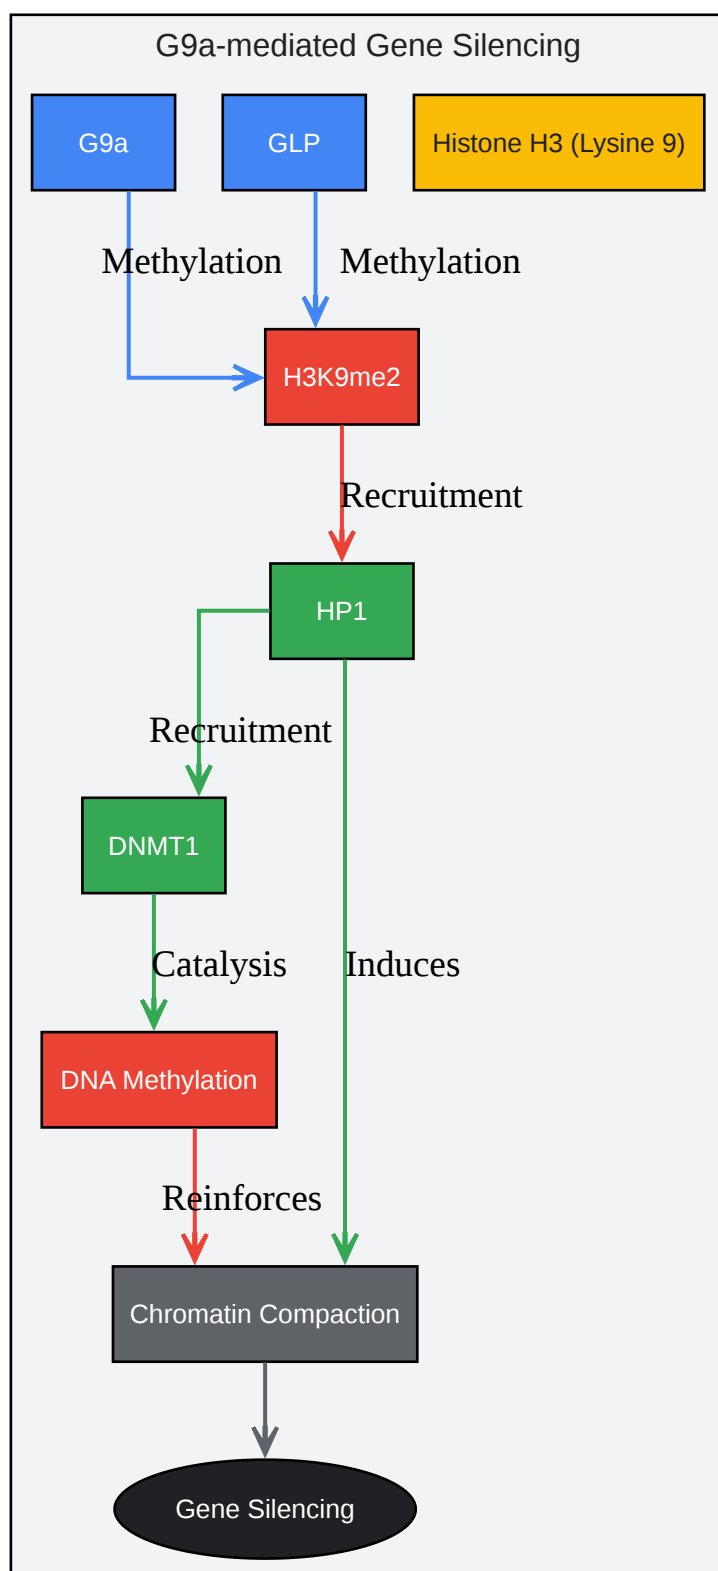 G9a-mediated Gene Silencing
G9a
GLP
Histone H3 (Lysine 9)
Methylation
Methylation
H3K9me2
Recruitment
HP1
Recruitment
DNMT1
Catalysis
Induces
DNA Methylation
Reinforces
Chromatin Compaction
Gene Silencing